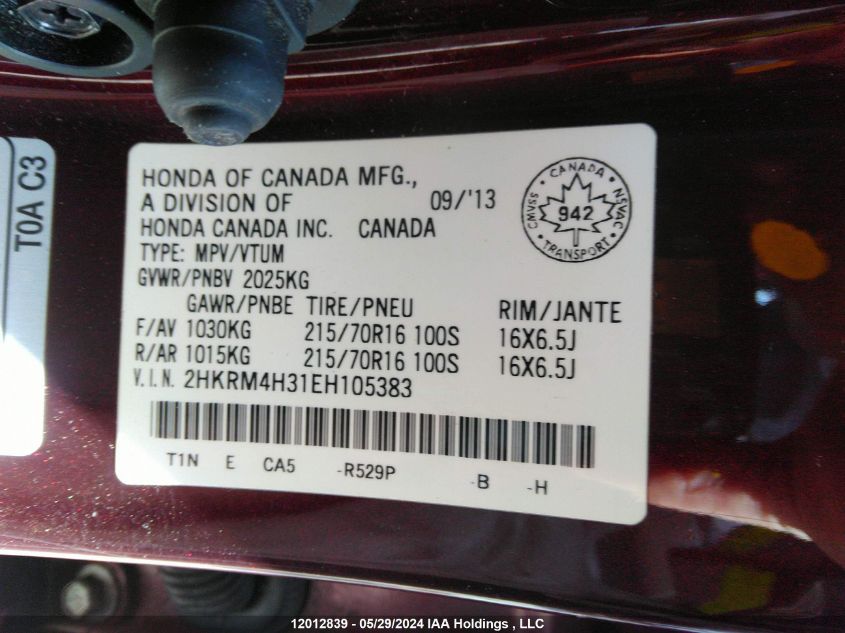 T0A C3
HONDA OF CANADA MFG.,
A DIVISION OF 09/'13
HONDA CANADA INC. CANADA
TYPE: MPV/VTUM
GVWR/PNBV 2025KG
GAWR/PNBE TIRE/PNEU RIM/JANTE
F/AV 1030KG 215/70R16 100S 16X6.5J
R/AR 1015KG 215/70R16 100S 16X6.5J
V.I.N. 2HKRM4H31EH105383
T1N E CA5 -R529P -B -H
CANADA
CMVSS 942 NSVAC
TRANSPORT
12012839 - 05/29/2024 IAA Holdings , LLC